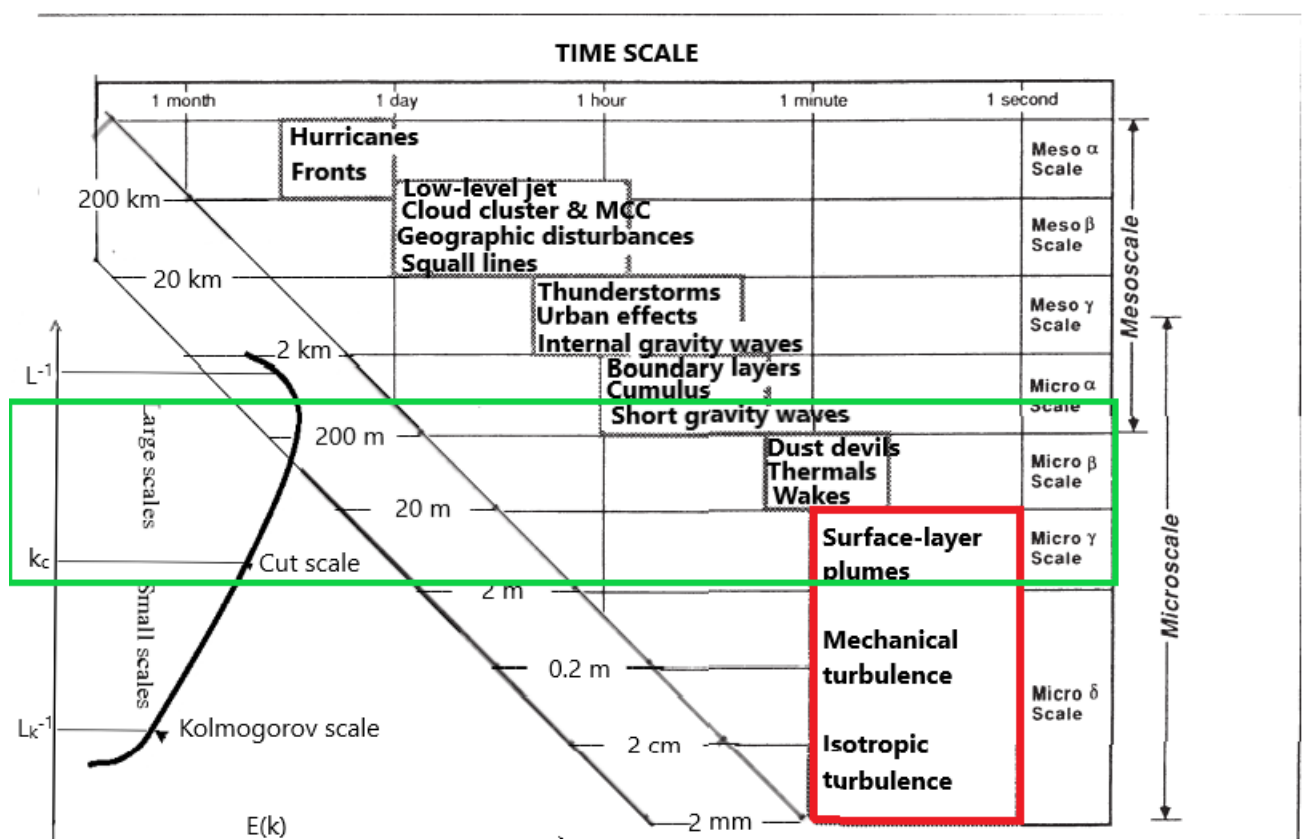 TIME SCALE
1 month 1 day 1 hour 1 minute 1 second
Hurricanes
Fronts
Meso α
Scale
200 km
Low-level jet
Cloud cluster & MCC
Geographic disturbances
Squall lines
Meso β
Scale
20 km
Thunderstorms
Urban effects
Internal gravity waves
Meso γ
Scale
Mesoscale
2 km
L-1
Boundary layers
Cumulus
Short gravity waves
Micro α
Scale
Large scales
200 m
Dust devils
Thermals
Wakes
Micro β
Scale
20 m
Surface-layer
plumes
Micro γ
Scale
Microscale
kc
Cut scale
2 m
Small scales
Mechanical
turbulence
0.2 m
Micro δ
Scale
Lk-1
Kolmogorov scale
2 cm
Isotropic
turbulence
2 mm
E(k)